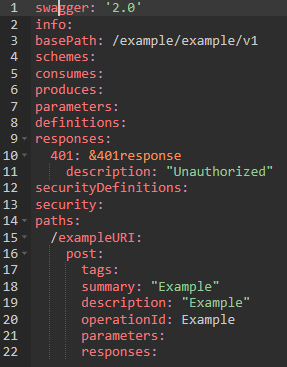 1 swagger: '2.0'
2 info:
3 basePath: /example/example/v1
4 schemes:
5 consumes:
6 produces:
7 parameters:
8 definitions:
9 responses:
10 401: &401response
11 description: "Unauthorized"
12 securityDefinitions:
13 security:
14 paths:
15 /exampleURI:
16 post:
17 tags:
18 summary: "Example"
19 description: "Example"
20 operationId: Example
21 parameters:
22 responses: